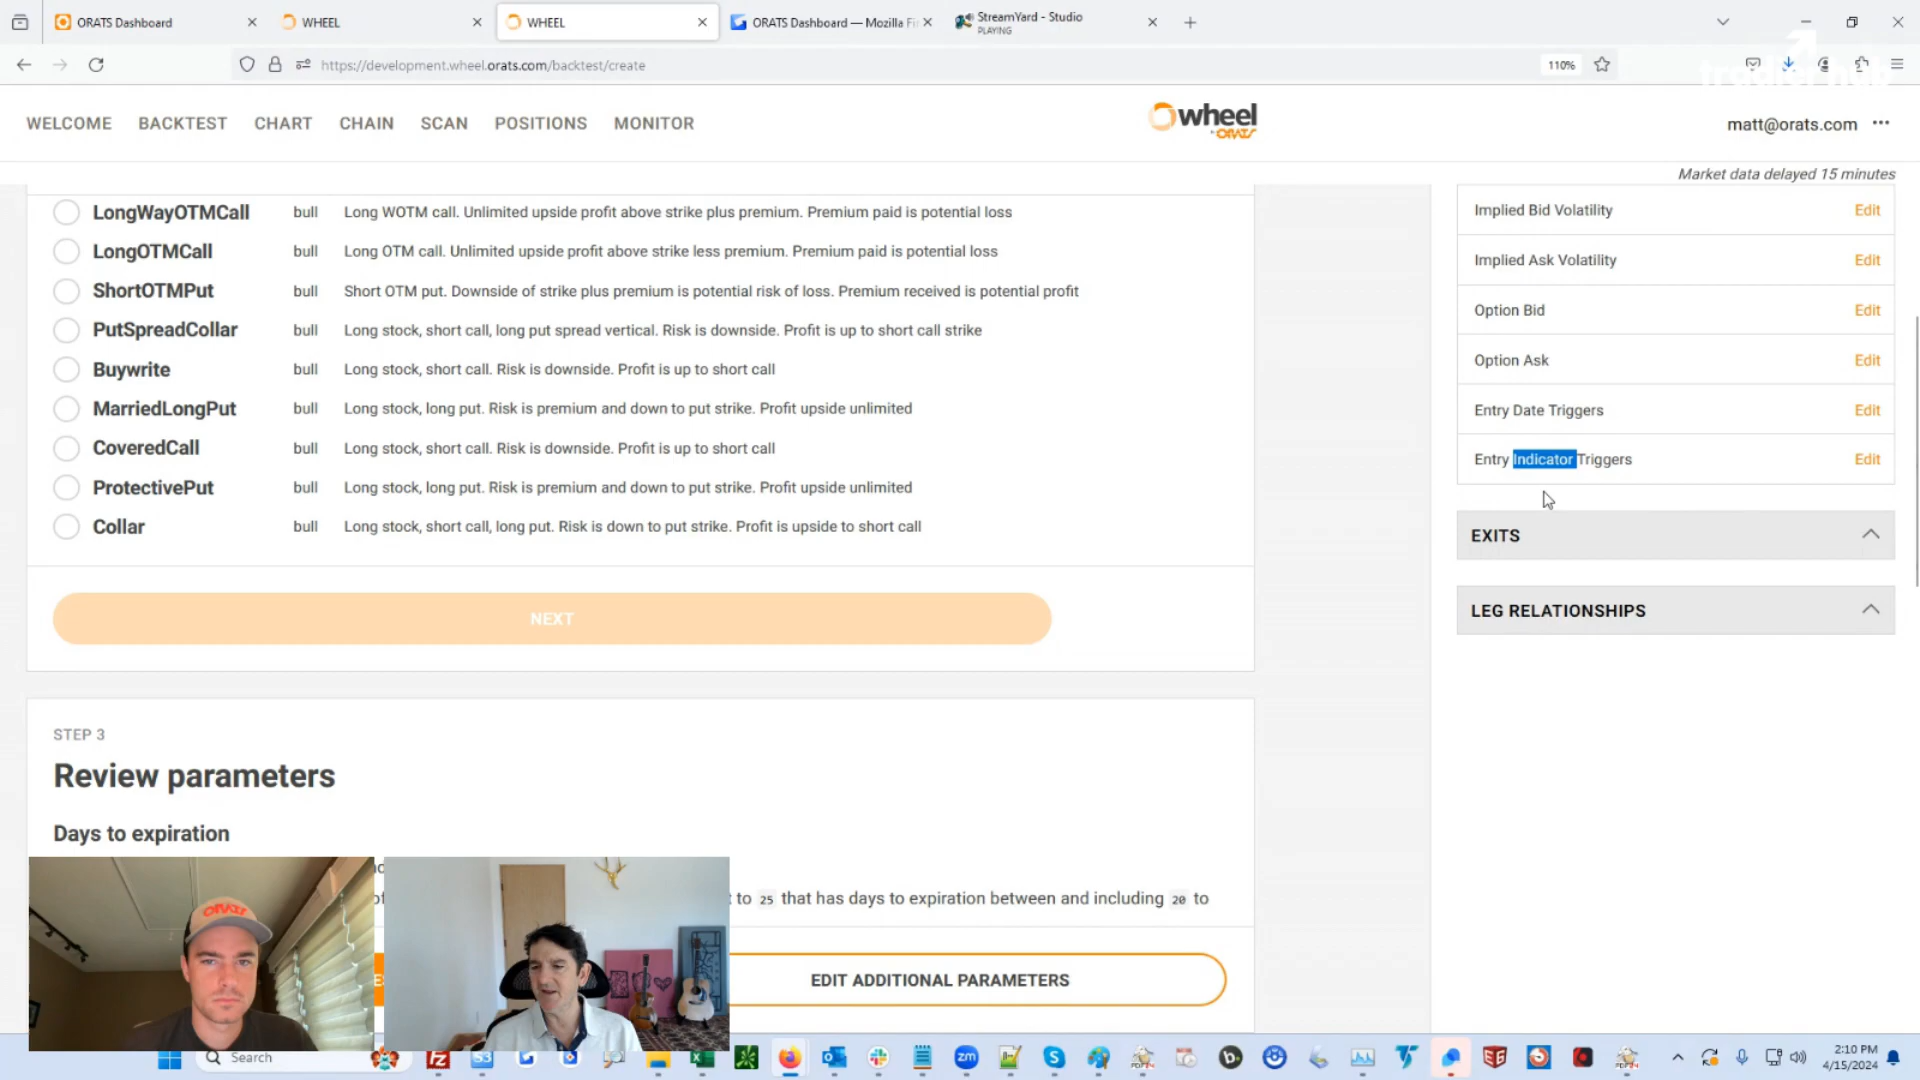 ORATS Dashboard
WHEEL
WHEEL
ORATS Dashboard — Mozilla Fi
StreamYard - Studio
PLAYING
https://development.wheel.orats.com/backtest/create
110%
tradier hub
WELCOME BACKTEST CHART CHAIN SCAN POSITIONS MONITOR
wheel
by ORATS
matt@orats.com
Market data delayed 15 minutes
LongWayOTMCall bull Long WOTM call. Unlimited upside profit above strike plus premium. Premium paid is potential loss
LongOTMCall bull Long OTM call. Unlimited upside profit above strike less premium. Premium paid is potential loss
ShortOTMPut bull Short OTM put. Downside of strike plus premium is potential risk of loss. Premium received is potential profit
PutSpreadCollar bull Long stock, short call, long put spread vertical. Risk is downside. Profit is up to short call strike
Buywrite bull Long stock, short call. Risk is downside. Profit is up to short call
MarriedLongPut bull Long stock, long put. Risk is premium and down to put strike. Profit upside unlimited
CoveredCall bull Long stock, short call. Risk is downside. Profit is up to short call
ProtectivePut bull Long stock, long put. Risk is premium and down to put strike. Profit upside unlimited
Collar bull Long stock, short call, long put. Risk is down to put strike. Profit is upside to short call
NEXT
Implied Bid Volatility Edit
Implied Ask Volatility Edit
Option Bid Edit
Option Ask Edit
Entry Date Triggers Edit
Entry Indicator Triggers Edit
EXITS
LEG RELATIONSHIPS
STEP 3
Review parameters
Days to expiration
to 25 that has days to expiration between and including 20 to
EDIT ADDITIONAL PARAMETERS
ORATS
Search
2:10 PM
4/15/2024